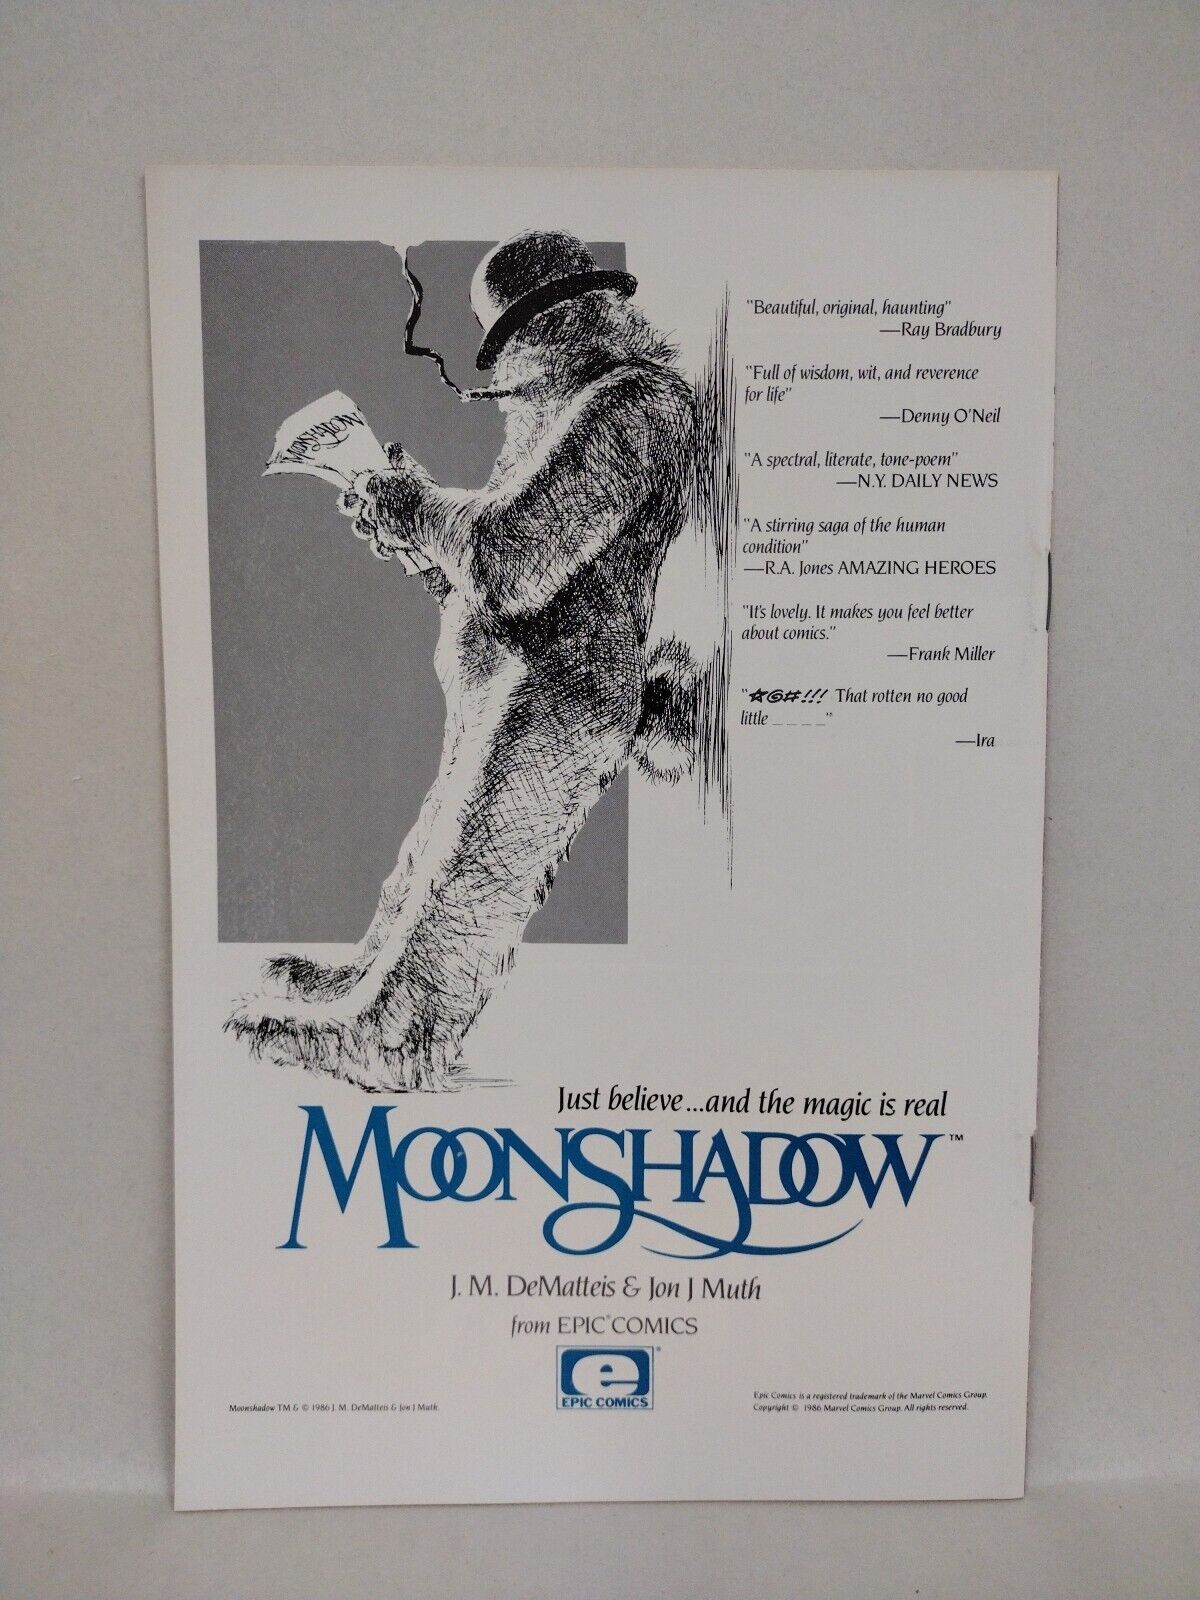 MOONSHADOW
"Beautiful, original, haunting"
—Ray Bradbury
"Full of wisdom, wit, and reverence
for life"
—Denny O'Neil
"A spectral, literate, tone-poem"
—N.Y. DAILY NEWS
"A stirring saga of the human
condition"
—R.A. Jones AMAZING HEROES
"It's lovely. It makes you feel better
about comics."
—Frank Miller
"★@#!!! That rotten no good
little _ _ _ _"
—Ira
Just believe...and the magic is real
MOONSHADOW™
J. M. DeMatteis & Jon J Muth
from EPIC® COMICS
e®
EPIC COMICS
Moonshadow TM & © 1986 J. M. DeMatteis & Jon J Muth.
Epic Comics is a registered trademark of the Marvel Comics Group.
Copyright © 1986 Marvel Comics Group. All rights reserved.